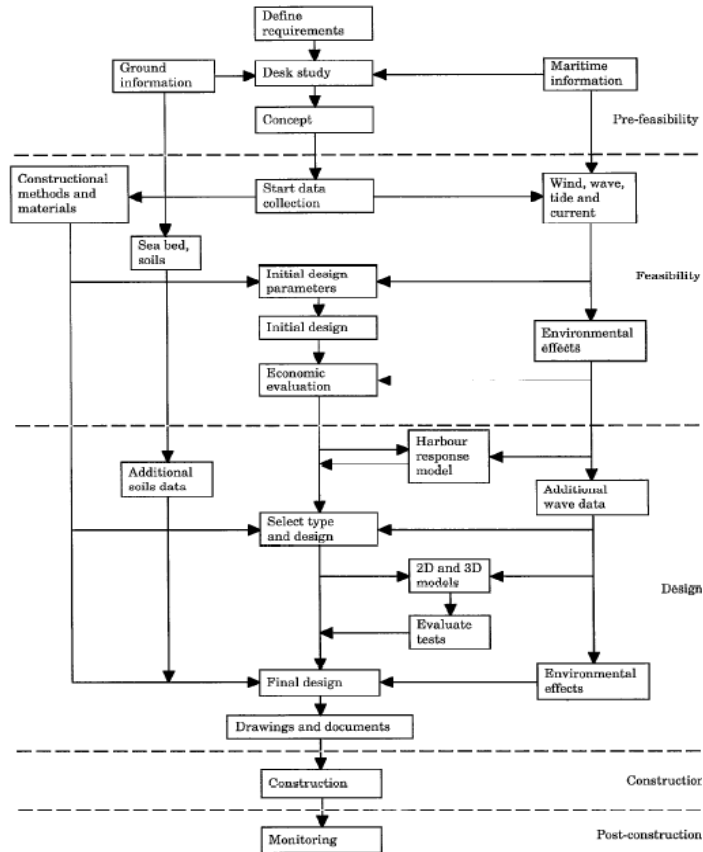 Define
requirements
Ground
information
Desk study
Maritime
information
Concept
Pre-feasibility
Constructional
methods and
materials
Start data
collection
Wind, wave,
tide and
current
Sea bed,
soils
Initial design
parameters
Feasibility
Initial design
Environmental
effects
Economic
evaluation
Harbour
response
model
Additional
soils data
Additional
wave data
Select type
and design
2D and 3D
models
Design
Evaluate
tests
Final design
Environmental
effects
Drawings and documents
Construction
Construction
Monitoring
Post-construction